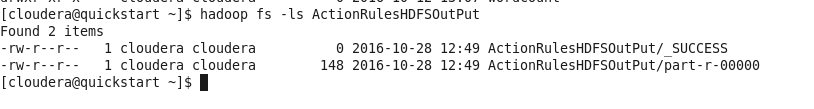 [cloudera@quickstart ~]$ hadoop fs -ls ActionRulesHDFSOutPut
Found 2 items
-rw-r--r--   1 cloudera cloudera          0 2016-10-28 12:49 ActionRulesHDFSOutPut/_SUCCESS
-rw-r--r--   1 cloudera cloudera        148 2016-10-28 12:49 ActionRulesHDFSOutPut/part-r-00000
[cloudera@quickstart ~]$